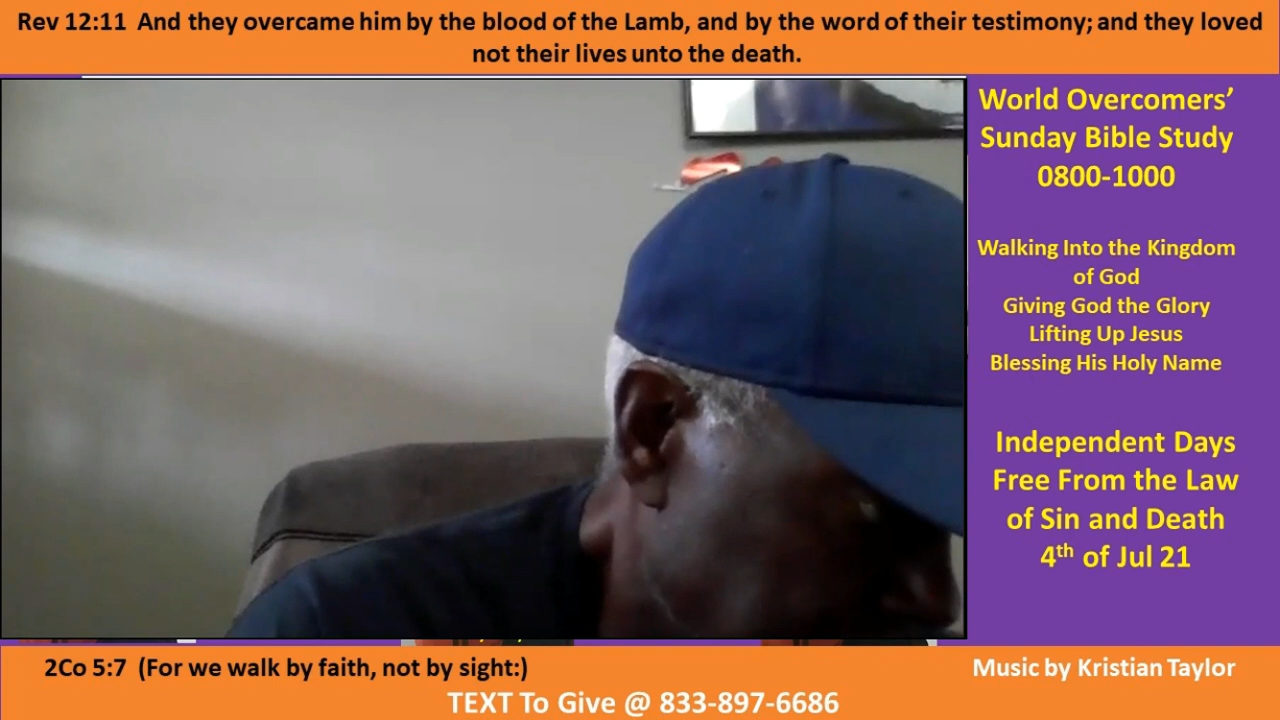 Rev 12:11 And they overcame him by the blood of the Lamb, and by the word of their testimony; and they loved
not their lives unto the death.
World Overcomers’
Sunday Bible Study
0800-1000
Walking Into the Kingdom
of God
Giving God the Glory
Lifting Up Jesus
Blessing His Holy Name
Independent Days
Free From the Law
of Sin and Death
4th of Jul 21
2Co 5:7 (For we walk by faith, not by sight:)
Music by Kristian Taylor
TEXT To Give @ 833-897-6686